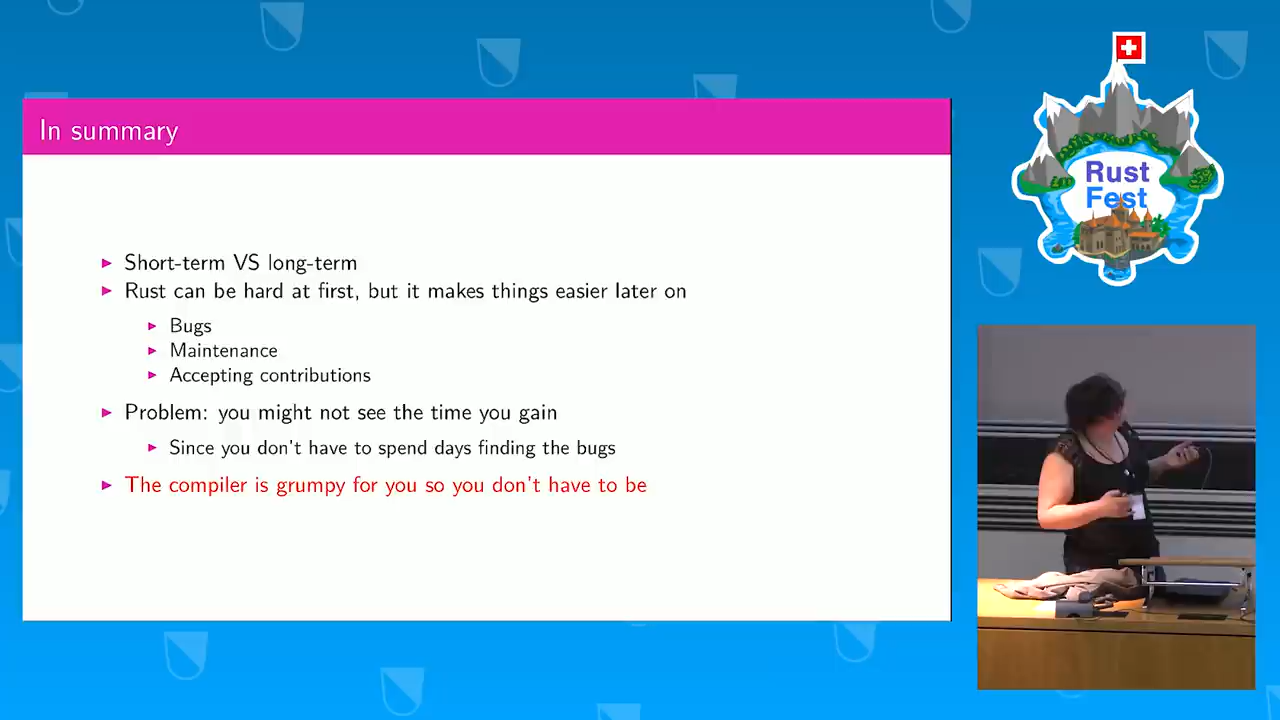 In summary
Short-term VS long-term
Rust can be hard at first, but it makes things easier later on
Bugs
Maintenance
Accepting contributions
Problem: you might not see the time you gain
Since you don't have to spend days finding the bugs
The compiler is grumpy for you so you don't have to be
Rust
Fest